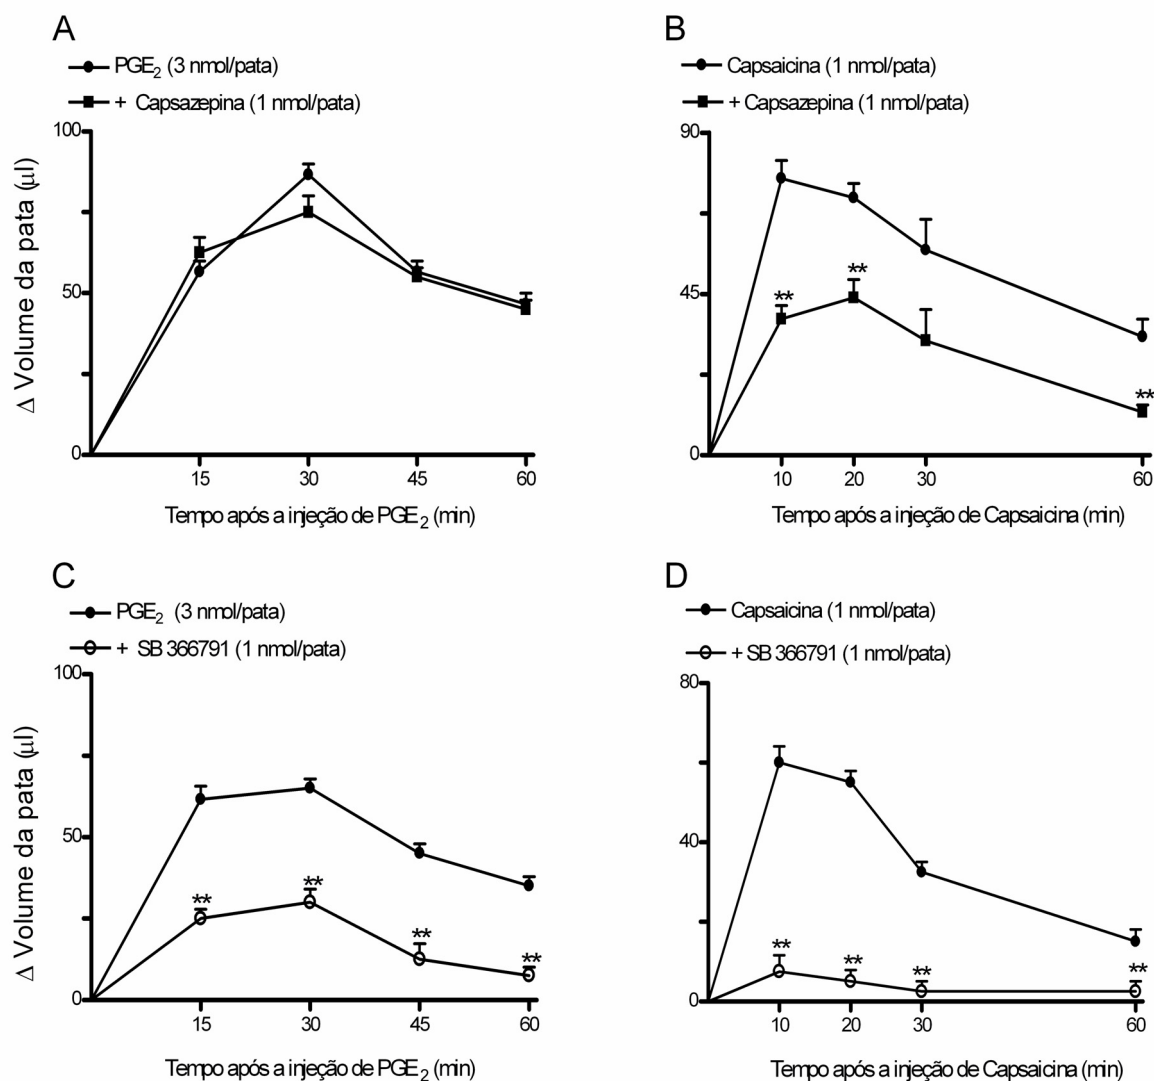 A
PGE2 (3 nmol/pata)
+ Capsazepina (1 nmol/pata)
100
50
0
Δ Volume da pata (μl)
15 30 45 60
Tempo após a injeção de PGE2 (min)
B
Capsaicina (1 nmol/pata)
+ Capsazepina (1 nmol/pata)
90
45
0
** ** **
10 20 30 60
Tempo após a injeção de Capsaicina (min)
C
PGE2 (3 nmol/pata)
+ SB 366791 (1 nmol/pata)
100
50
0
Δ Volume da pata (μl)
** ** ** **
15 30 45 60
Tempo após a injeção de PGE2 (min)
D
Capsaicina (1 nmol/pata)
+ SB 366791 (1 nmol/pata)
80
40
0
** ** ** **
10 20 30 60
Tempo após a injeção de Capsaicina (min)